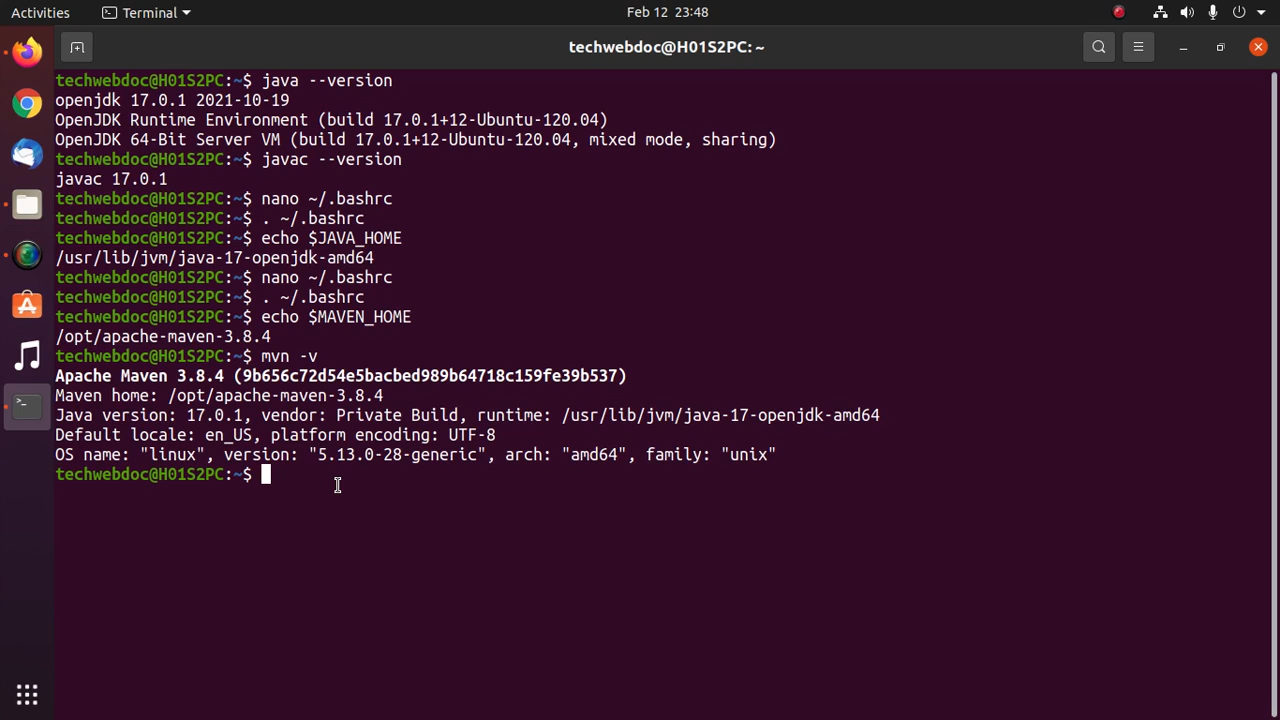 Activities
Terminal
Feb 12 23:48
techwebdoc@H01S2PC: ~
techwebdoc@H01S2PC:~$ java --version
openjdk 17.0.1 2021-10-19
OpenJDK Runtime Environment (build 17.0.1+12-Ubuntu-120.04)
OpenJDK 64-Bit Server VM (build 17.0.1+12-Ubuntu-120.04, mixed mode, sharing)
techwebdoc@H01S2PC:~$ javac --version
javac 17.0.1
techwebdoc@H01S2PC:~$ nano ~/.bashrc
techwebdoc@H01S2PC:~$ . ~/.bashrc
techwebdoc@H01S2PC:~$ echo $JAVA_HOME
/usr/lib/jvm/java-17-openjdk-amd64
techwebdoc@H01S2PC:~$ nano ~/.bashrc
techwebdoc@H01S2PC:~$ . ~/.bashrc
techwebdoc@H01S2PC:~$ echo $MAVEN_HOME
/opt/apache-maven-3.8.4
techwebdoc@H01S2PC:~$ mvn -v
Apache Maven 3.8.4 (9b656c72d54e5bacbed989b64718c159fe39b537)
Maven home: /opt/apache-maven-3.8.4
Java version: 17.0.1, vendor: Private Build, runtime: /usr/lib/jvm/java-17-openjdk-amd64
Default locale: en_US, platform encoding: UTF-8
OS name: "linux", version: "5.13.0-28-generic", arch: "amd64", family: "unix"
techwebdoc@H01S2PC:~$